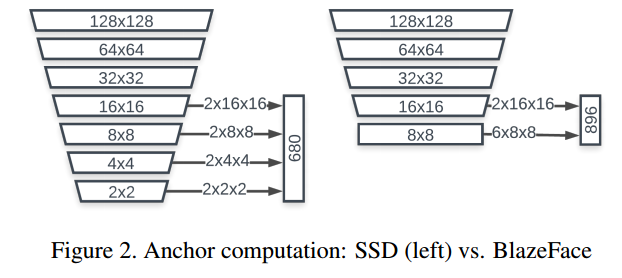 128x128
64x64
32x32
16x16
8x8
4x4
2x2
2x16x16
2x8x8
2x4x4
2x2x2
680
128x128
64x64
32x32
16x16
8x8
2x16x16
6x8x8
896
Figure 2. Anchor computation: SSD (left) vs. BlazeFace